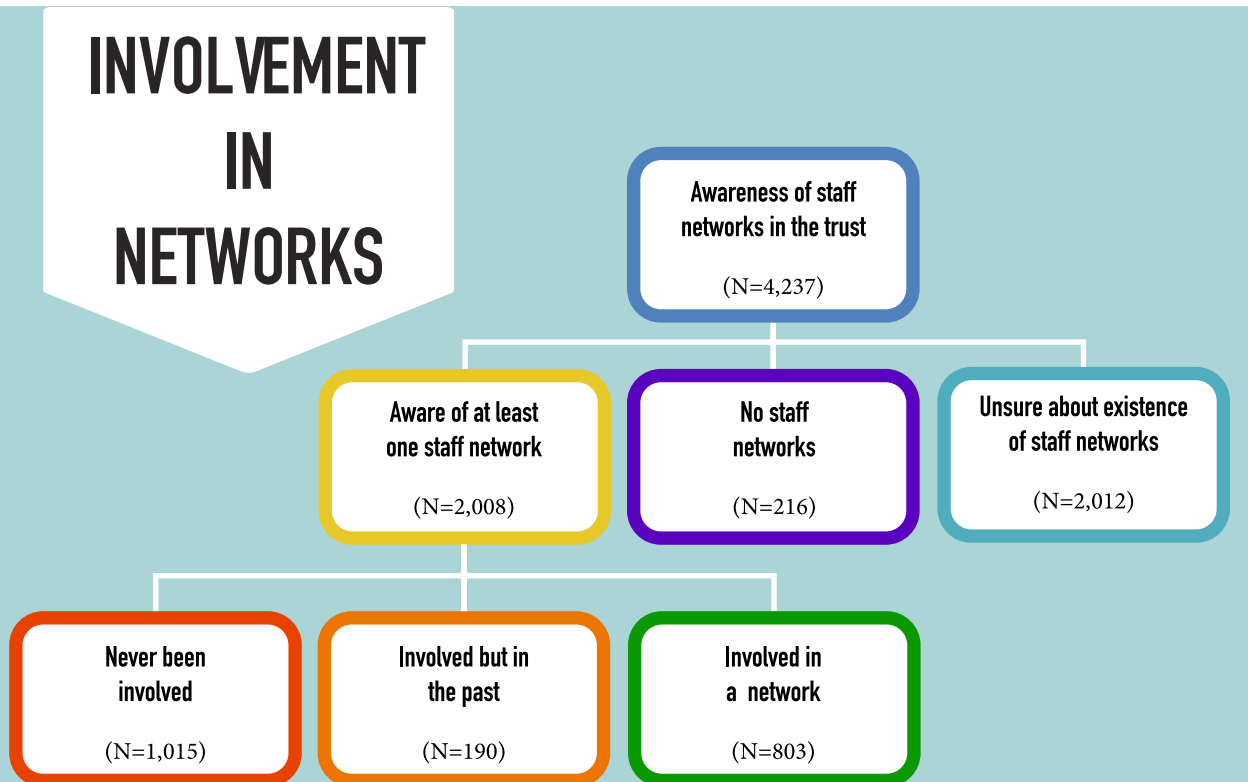 INVOLVEMENT
IN
NETWORKS
Awareness of staff
networks in the trust
(N=4,237)
Aware of at least
one staff network
(N=2,008)
No staff
networks
(N=216)
Unsure about existence
of staff networks
(N=2,012)
Never been
involved
(N=1,015)
Involved but in
the past
(N=190)
Involved in
a network
(N=803)